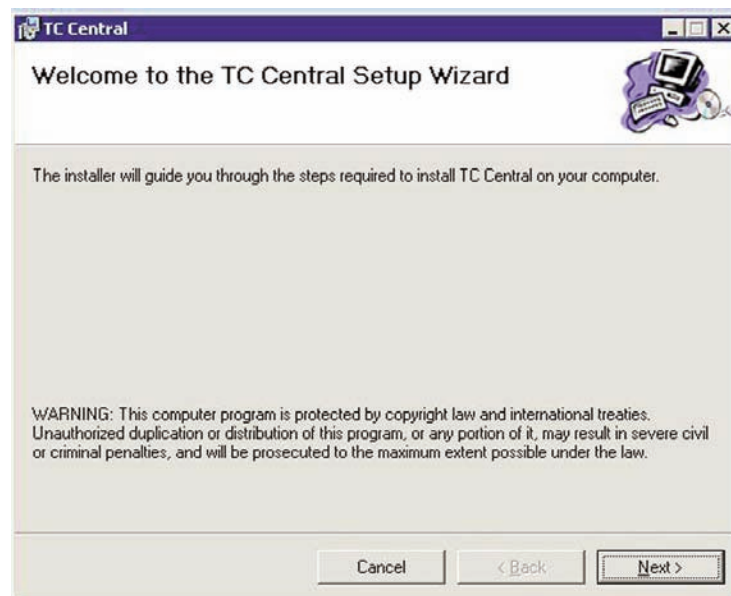 TC Central
Welcome to the TC Central Setup Wizard
The installer will guide you through the steps required to install TC Central on your computer.
WARNING: This computer program is protected by copyright law and international treaties.
Unauthorized duplication or distribution of this program, or any portion of it, may result in severe civil
or criminal penalties, and will be prosecuted to the maximum extent possible under the law.
Cancel < Back Next >